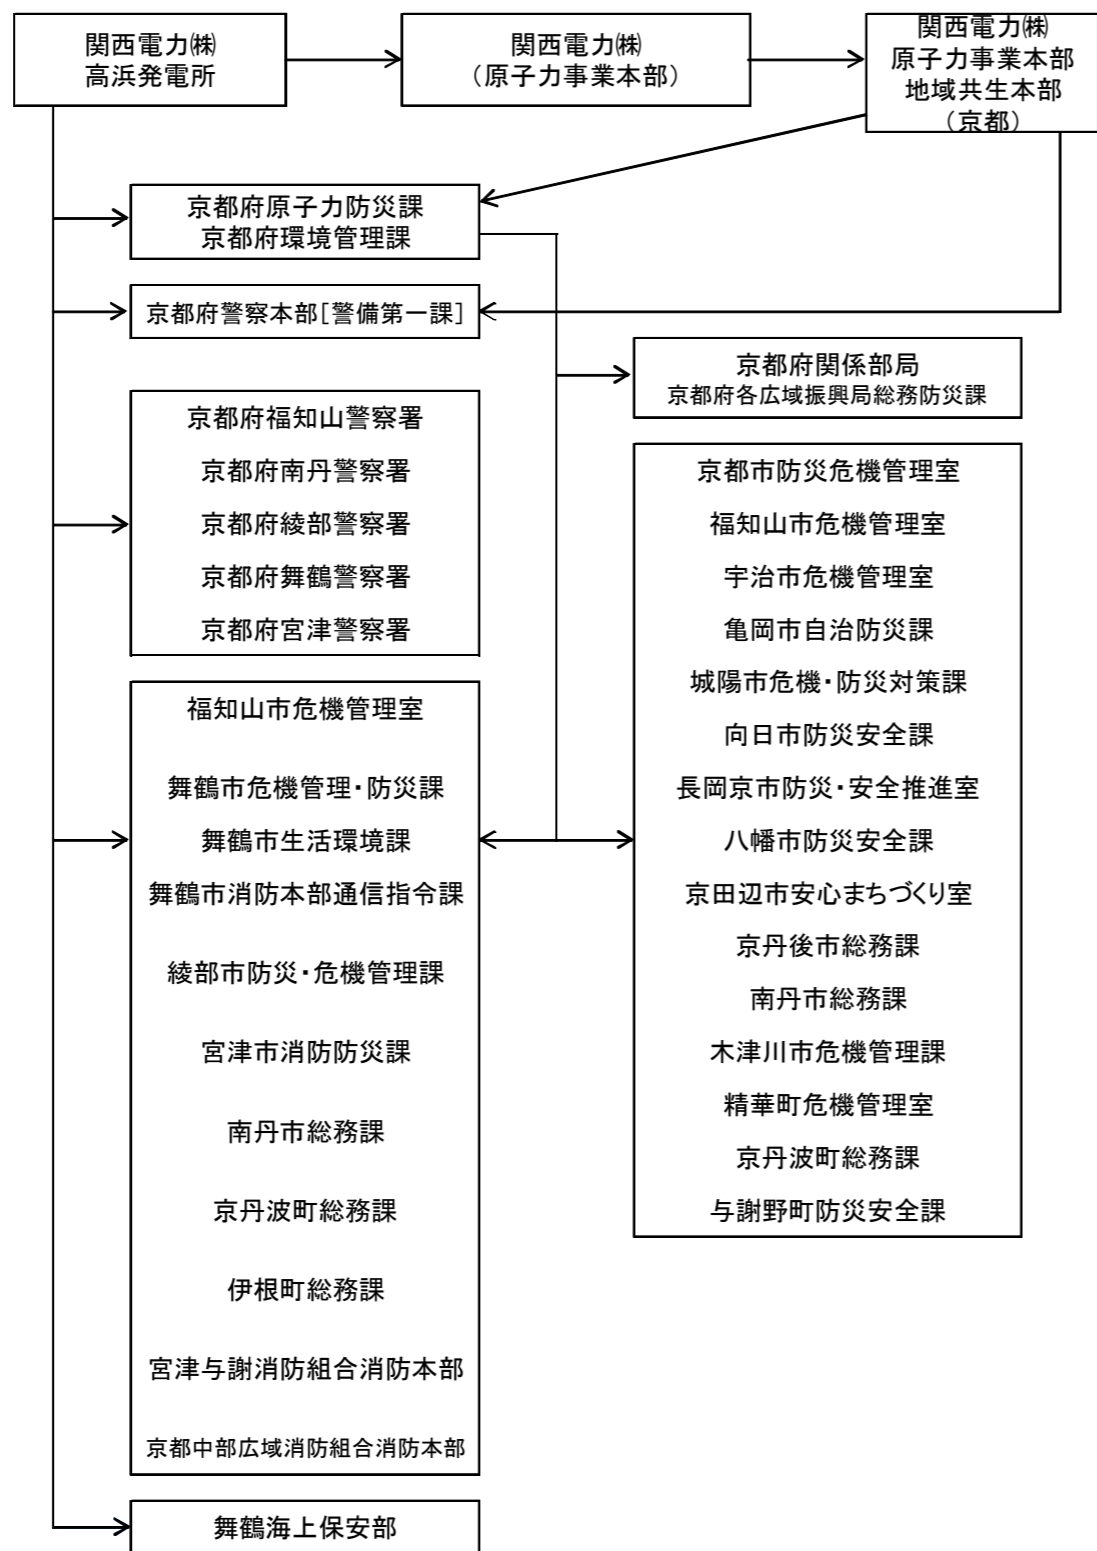 関西電力㈱
高浜発電所
関西電力㈱
（原子力事業本部）
関西電力㈱
原子力事業本部
地域共生本部
（京都）
京都府原子力防災課
京都府環境管理課
京都府警察本部［警備第一課］
京都府関係部局
京都府各広域振興局総務防災課
京都府福知山警察署
京都府南丹警察署
京都府綾部警察署
京都府舞鶴警察署
京都府宮津警察署
京都市防災危機管理室
福知山市危機管理室
宇治市危機管理室
亀岡市自治防災課
城陽市危機・防災対策課
向日市防災安全課
長岡京市防災・安全推進室
八幡市防災安全課
京田辺市安心まちづくり室
京丹後市総務課
南丹市総務課
木津川市危機管理課
精華町危機管理室
京丹波町総務課
与謝野町防災安全課
福知山市危機管理室
舞鶴市危機管理・防災課
舞鶴市生活環境課
舞鶴市消防本部通信指令課
綾部市防災・危機管理課
宮津市消防防災課
南丹市総務課
京丹波町総務課
伊根町総務課
宮津与謝消防組合消防本部
京都中部広域消防組合消防本部
舞鶴海上保安部